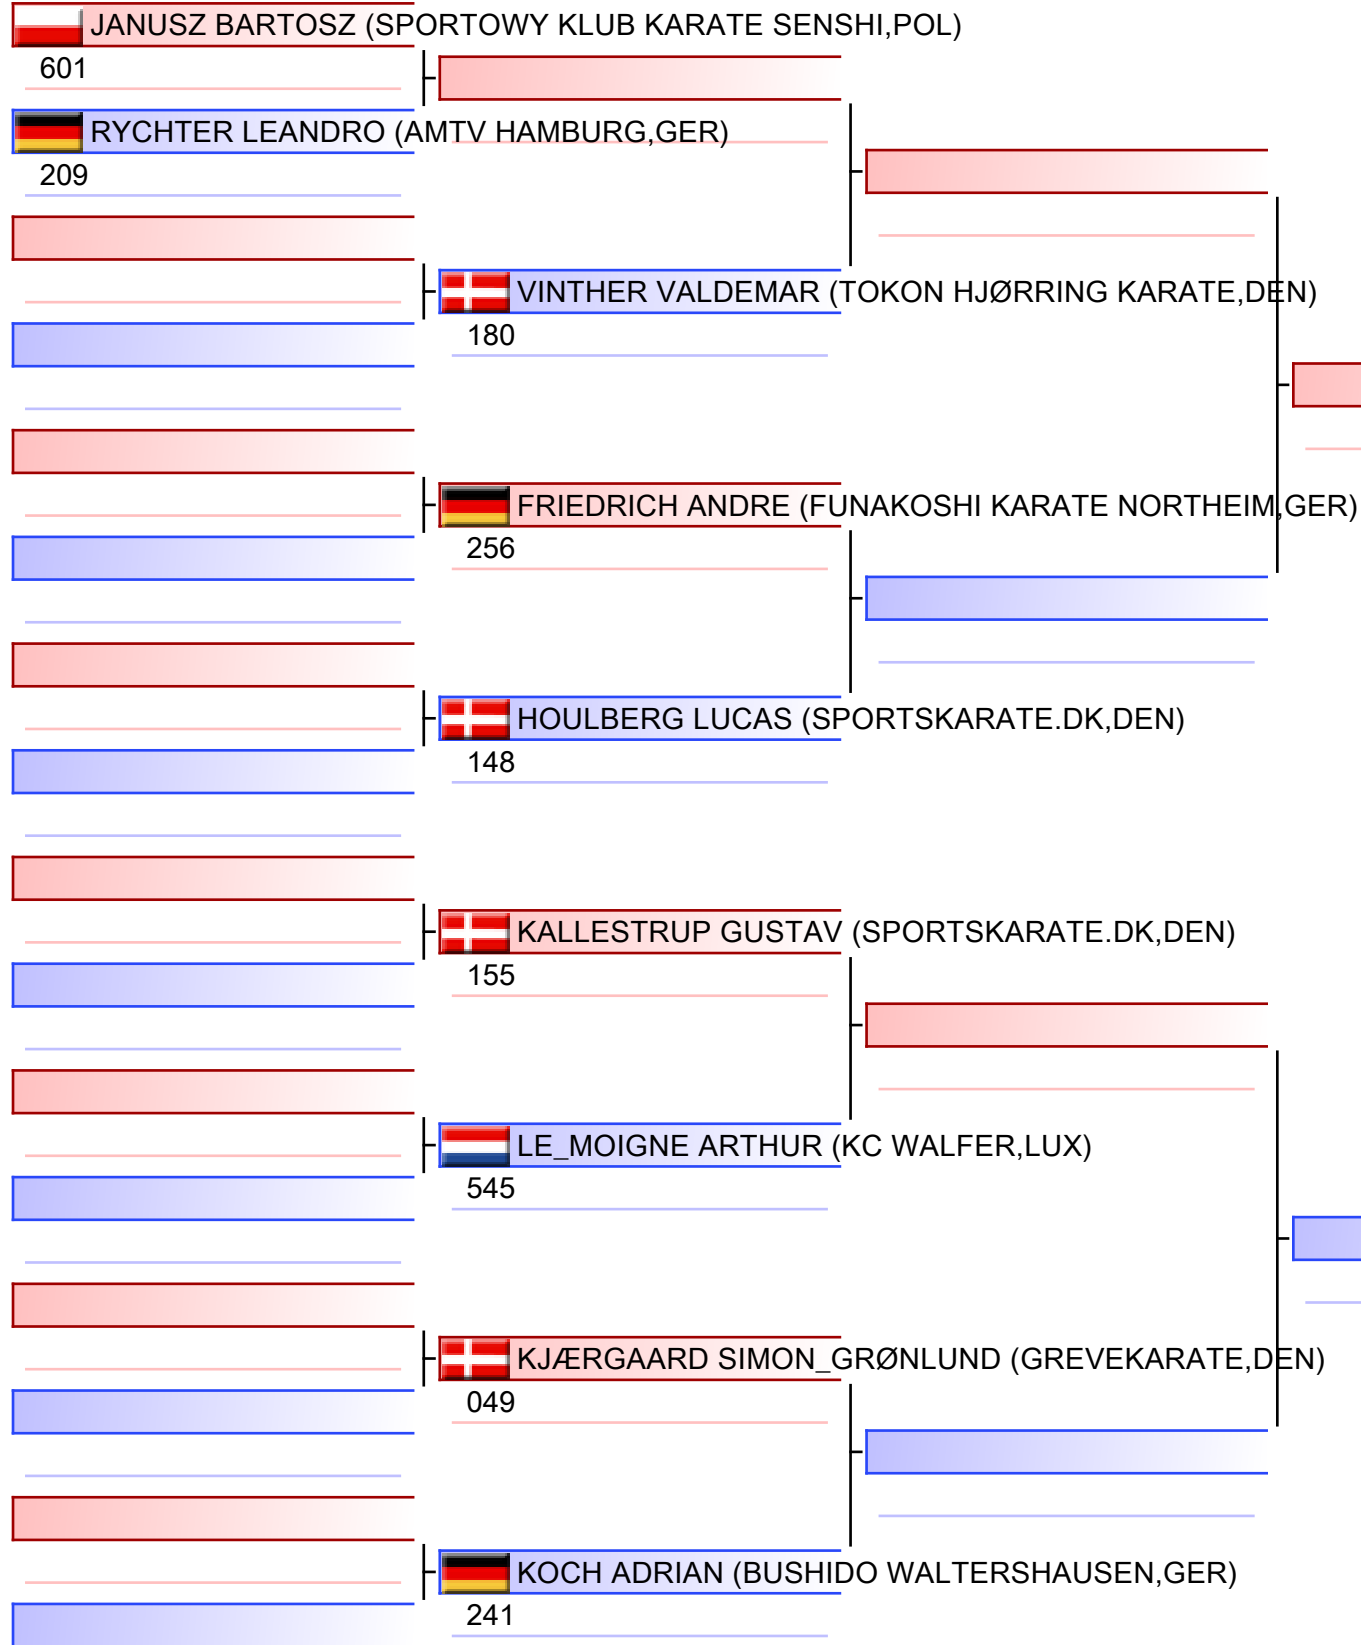 JANUSZ BARTOSZ (SPORTOWY KLUB KARATE SENSHI,POL)
601
RYCHTER LEANDRO (AMTV HAMBURG,GER)
209
VINTHER VALDEMAR (TOKON HJØRRING KARATE,DEN)
180
FRIEDRICH ANDRE (FUNAKOSHI KARATE NORTHEIM,GER)
256
HOULBERG LUCAS (SPORTSKARATE.DK,DEN)
148
KALLESTRUP GUSTAV (SPORTSKARATE.DK,DEN)
155
LE_MOIGNE ARTHUR (KC WALFER,LUX)
545
KJÆRGAARD SIMON_GRØNLUND (GREVEKARATE,DEN)
049
KOCH ADRIAN (BUSHIDO WALTERSHAUSEN,GER)
241